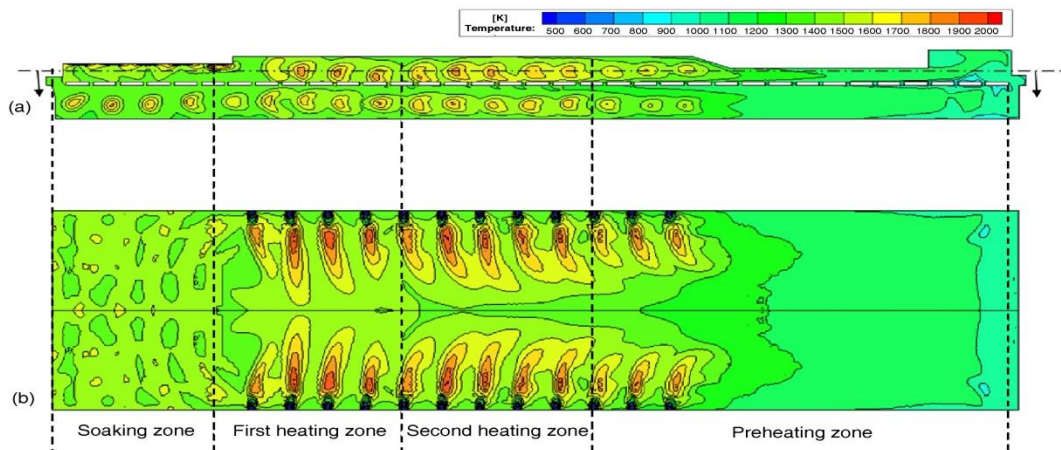 [K]
Temperature: 500 600 700 800 900 1000 1100 1200 1300 1400 1500 1600 1700 1800 1900 2000
(a)
(b)
Soaking zone First heating zone Second heating zone Preheating zone